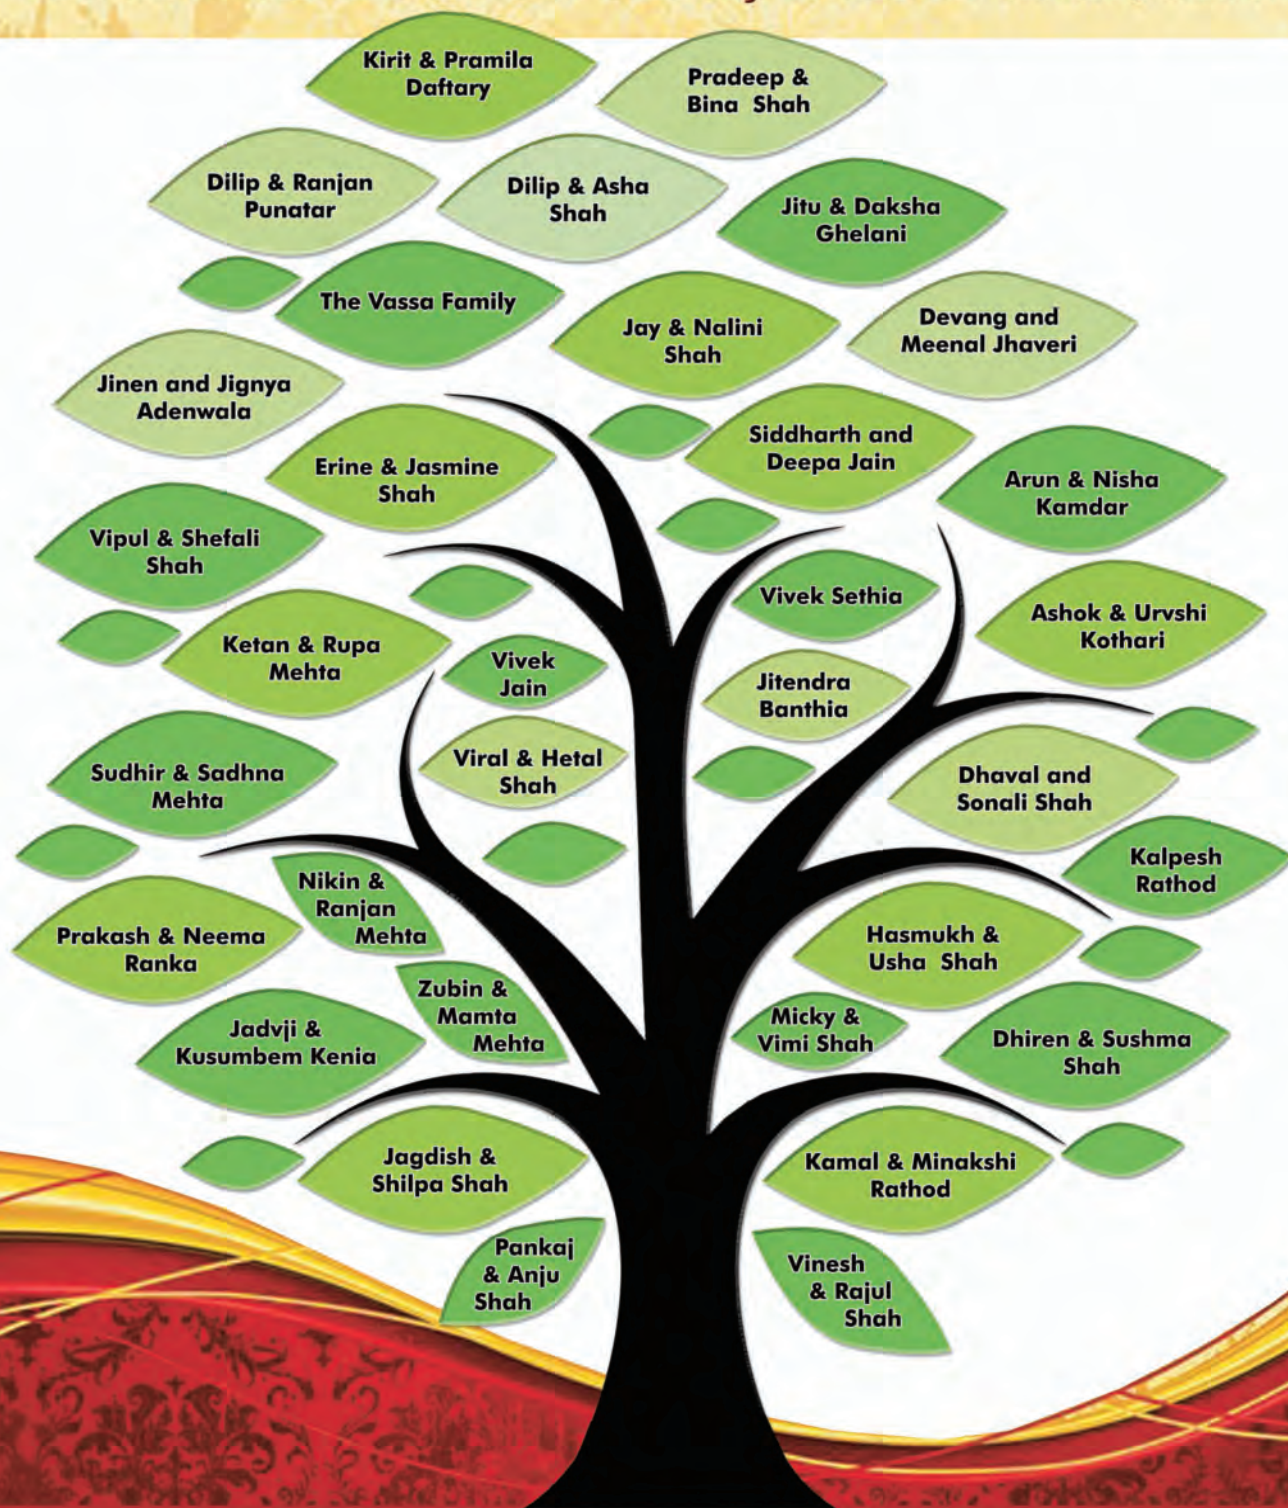 Kirit & Pramila
Daftary
Pradeep &
Bina Shah
Dilip & Ranjan
Punatar
Dilip & Asha
Shah
Jitu & Daksha
Ghelani
The Vassa Family
Jay & Nalini
Shah
Devang and
Meenal Jhaveri
Jinen and Jignya
Adenwala
Erine & Jasmine
Shah
Siddharth and
Deepa Jain
Arun & Nisha
Kamdar
Vipul & Shefali
Shah
Vivek Sethia
Ashok & Urvshi
Kothari
Ketan & Rupa
Mehta
Vivek
Jain
Jitendra
Banthia
Sudhir & Sadhna
Mehta
Viral & Hetal
Shah
Dhaval and
Sonali Shah
Kalpesh
Rathod
Nikin &
Ranjan
Mehta
Prakash & Neema
Ranka
Hasmukh &
Usha Shah
Zubin &
Mamta
Mehta
Jadvji &
Kusumbem Kenia
Micky &
Vimi Shah
Dhiren & Sushma
Shah
Jagdish &
Shilpa Shah
Kamal & Minakshi
Rathod
Pankaj
& Anju
Shah
Vinesh
& Rajul
Shah